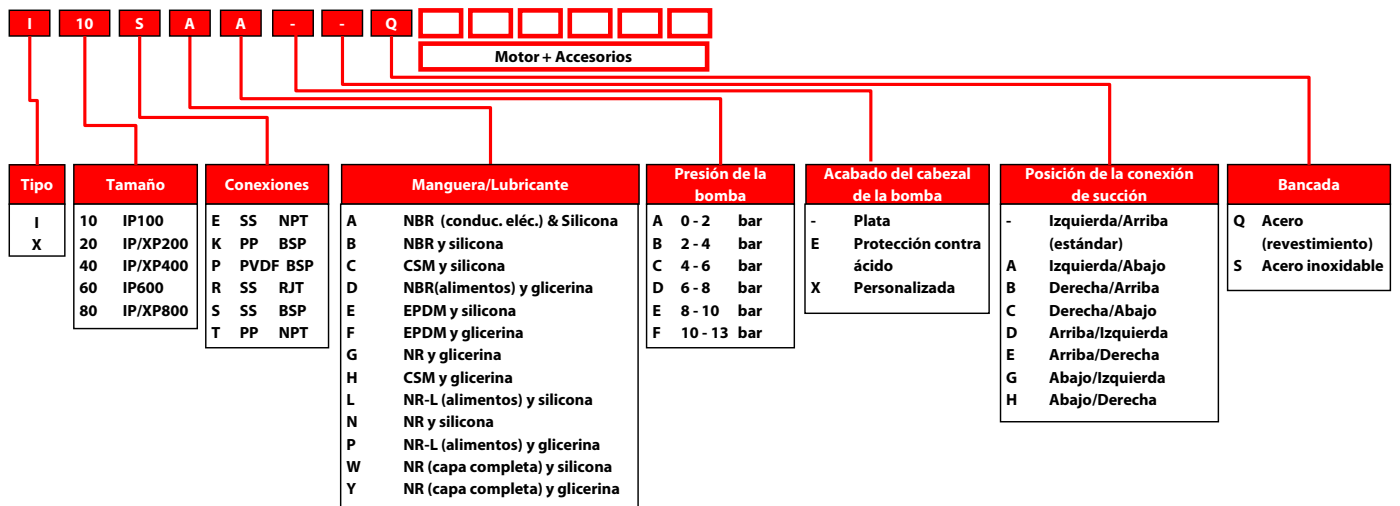 I 10 S A A - - Q
Motor + Accesorios
Tipo
I
X
Tamaño
10 IP100
20 IP/XP200
40 IP/XP400
60 IP600
80 IP/XP800
Conexiones
E SS NPT
K PP BSP
P PVDF BSP
R SS RJT
S SS BSP
T PP NPT
Manguera/Lubricante
A NBR (conduc. eléc.) & Silicona
B NBR y silicona
C CSM y silicona
D NBR(alimentos) y glicerina
E EPDM y silicona
F EPDM y glicerina
G NR y glicerina
H CSM y glicerina
L NR-L (alimentos) y silicona
N NR y silicona
P NR-L (alimentos) y glicerina
W NR (capa completa) y silicona
Y NR (capa completa) y glicerina
Presión de la
bomba
A 0 - 2 bar
B 2 - 4 bar
C 4 - 6 bar
D 6 - 8 bar
E 8 - 10 bar
F 10 - 13 bar
Acabado del cabezal
de la bomba
- Plata
E Protección contra
ácido
X Personalizada
Posición de la conexión
de succión
- Izquierda/Arriba
(estándar)
A Izquierda/Abajo
B Derecha/Arriba
C Derecha/Abajo
D Arriba/Izquierda
E Arriba/Derecha
G Abajo/Izquierda
H Abajo/Derecha
Bancada
Q Acero
(revestimiento)
S Acero inoxidable